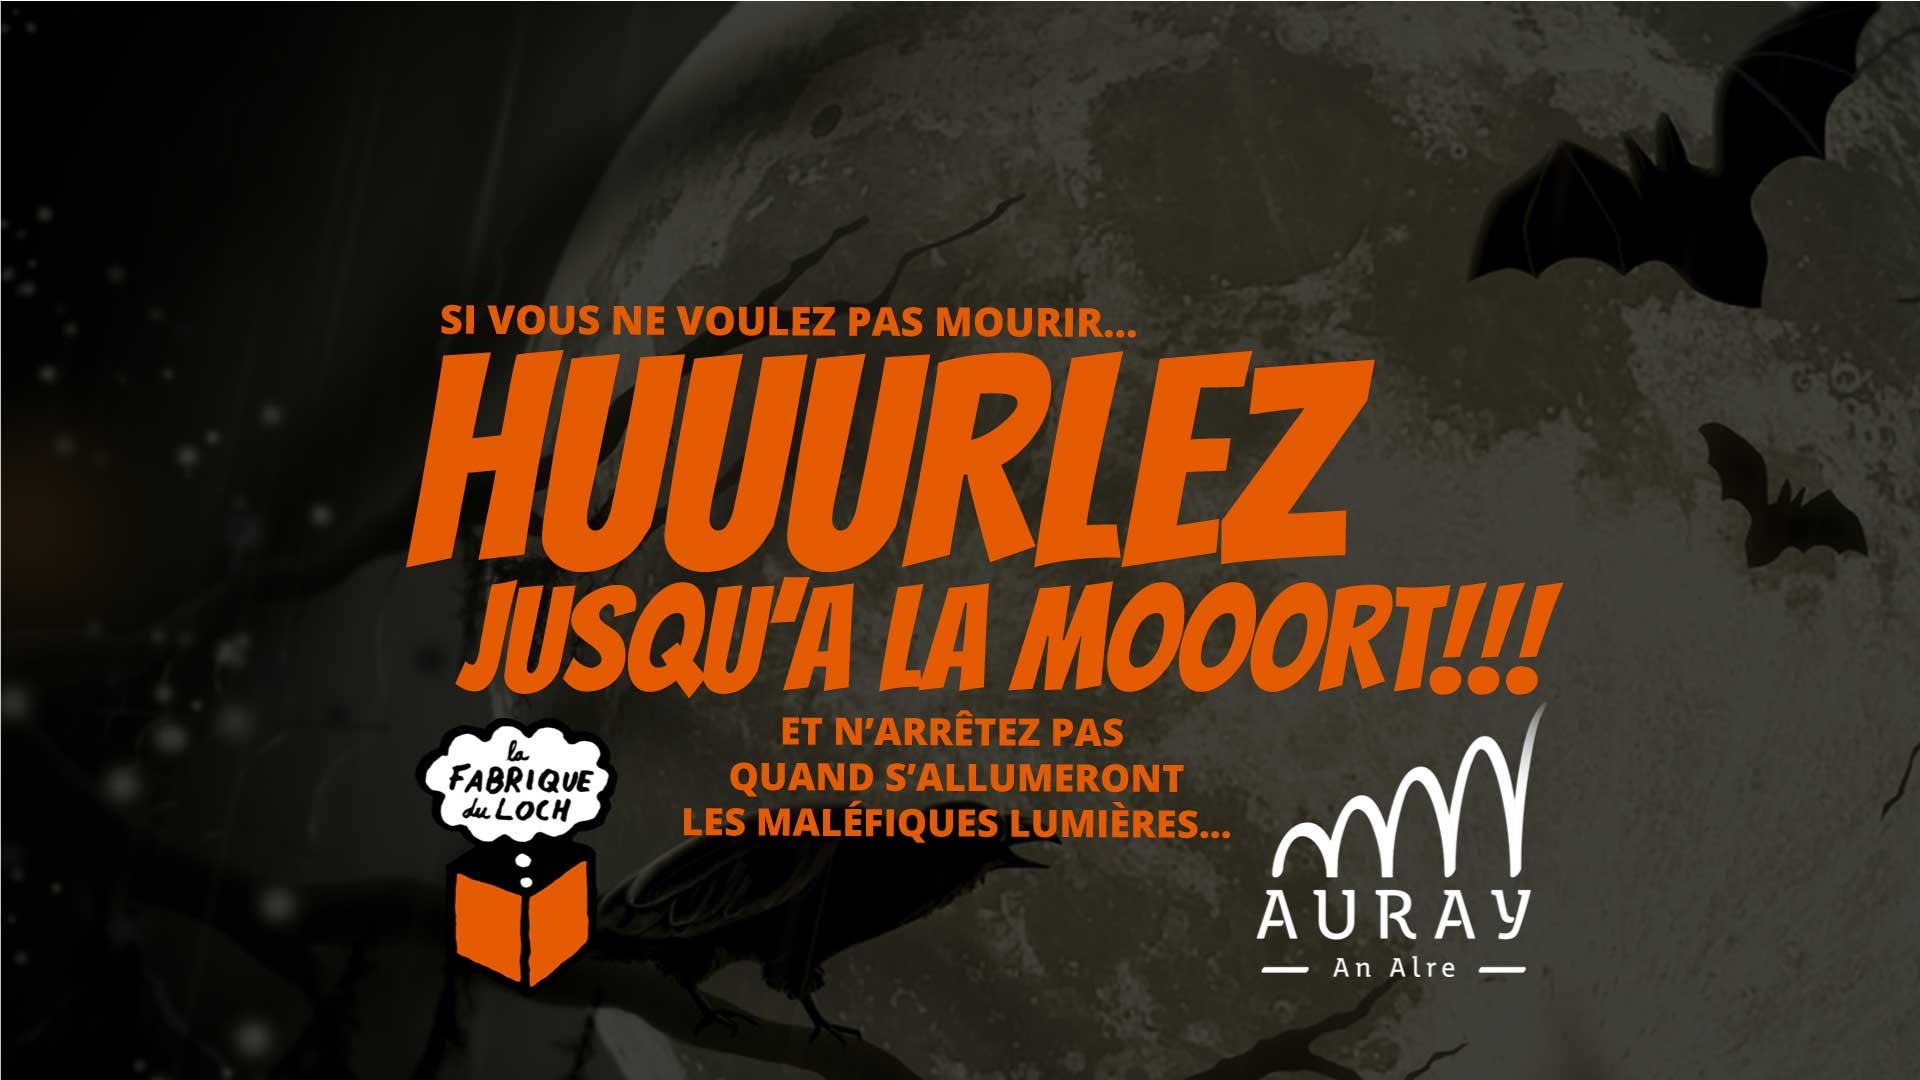 SI VOUS NE VOULEZ PAS MOURIR...
HUUURLEZ
JUSQU'A LA MOOORT!!!
ET N’ARRÊTEZ PAS
QUAND S’ALLUMERONT
LES MALÉFIQUES LUMIÈRES...
la
FABRIQUE
du LOCH
AURAY
An Alre